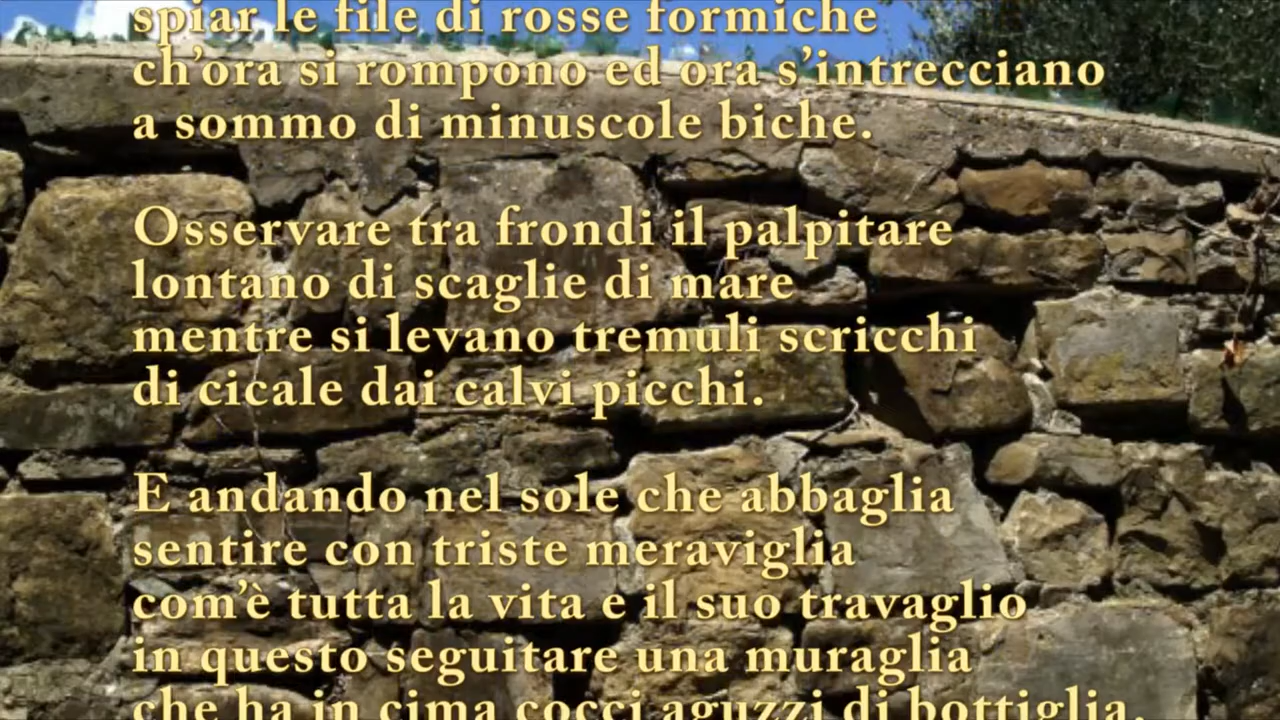 spiar le file di rosse formiche
ch’ora si rompono ed ora s’intrecciano
a sommo di minuscole biche.
Osservare tra frondi il palpitare
lontano di scaglie di mare
mentre si levano tremuli scricchi
di cicale dai calvi picchi.
E andando nel sole che abbaglia
sentire con triste meraviglia
com’è tutta la vita e il suo travaglio
in questo seguitare una muraglia
che ha in cima cocci aguzzi di bottiglia.